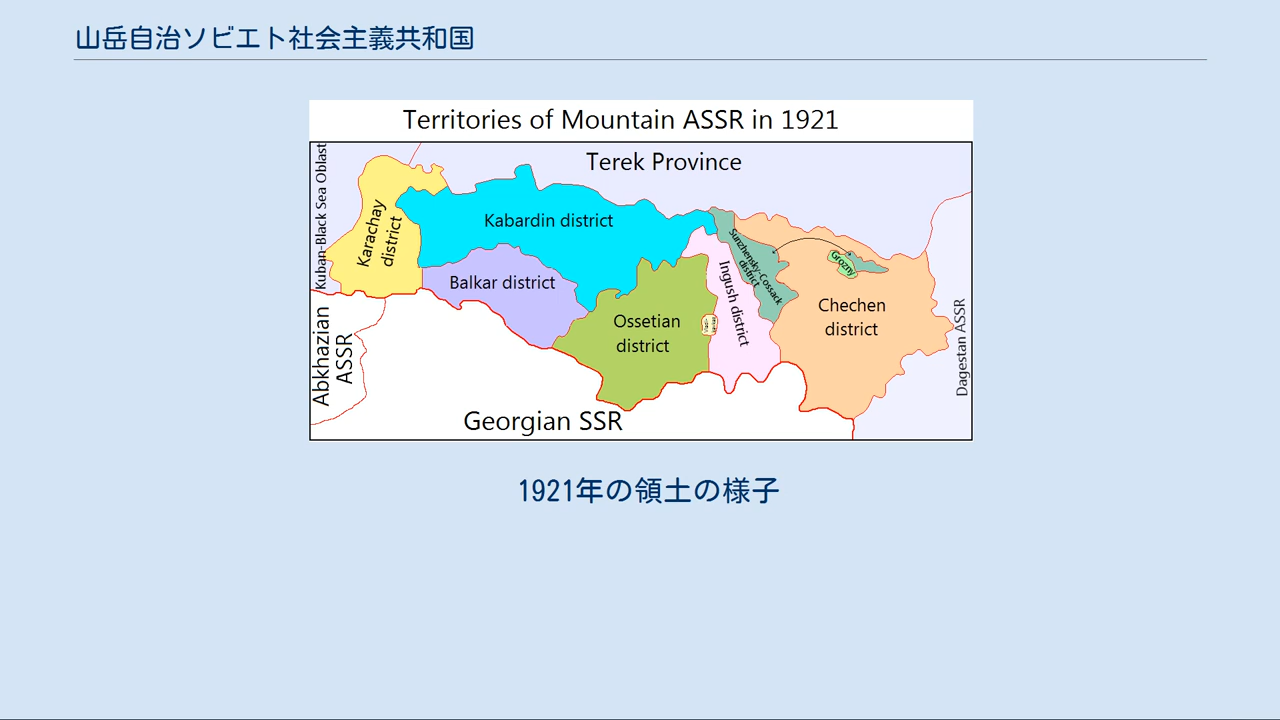 山岳自治ソビエト社会主義共和国
Territories of Mountain ASSR in 1921
Terek Province
Kuban-Black Sea Oblast
Karachay
district
Kabardin district
Balkar district
Ossetian
district
Ingush district
Sunzhensky-Cossack
district
Grozny
Chechen
district
Dagestan ASSR
Abkhazian
ASSR
Georgian SSR
1921年の領土の様子